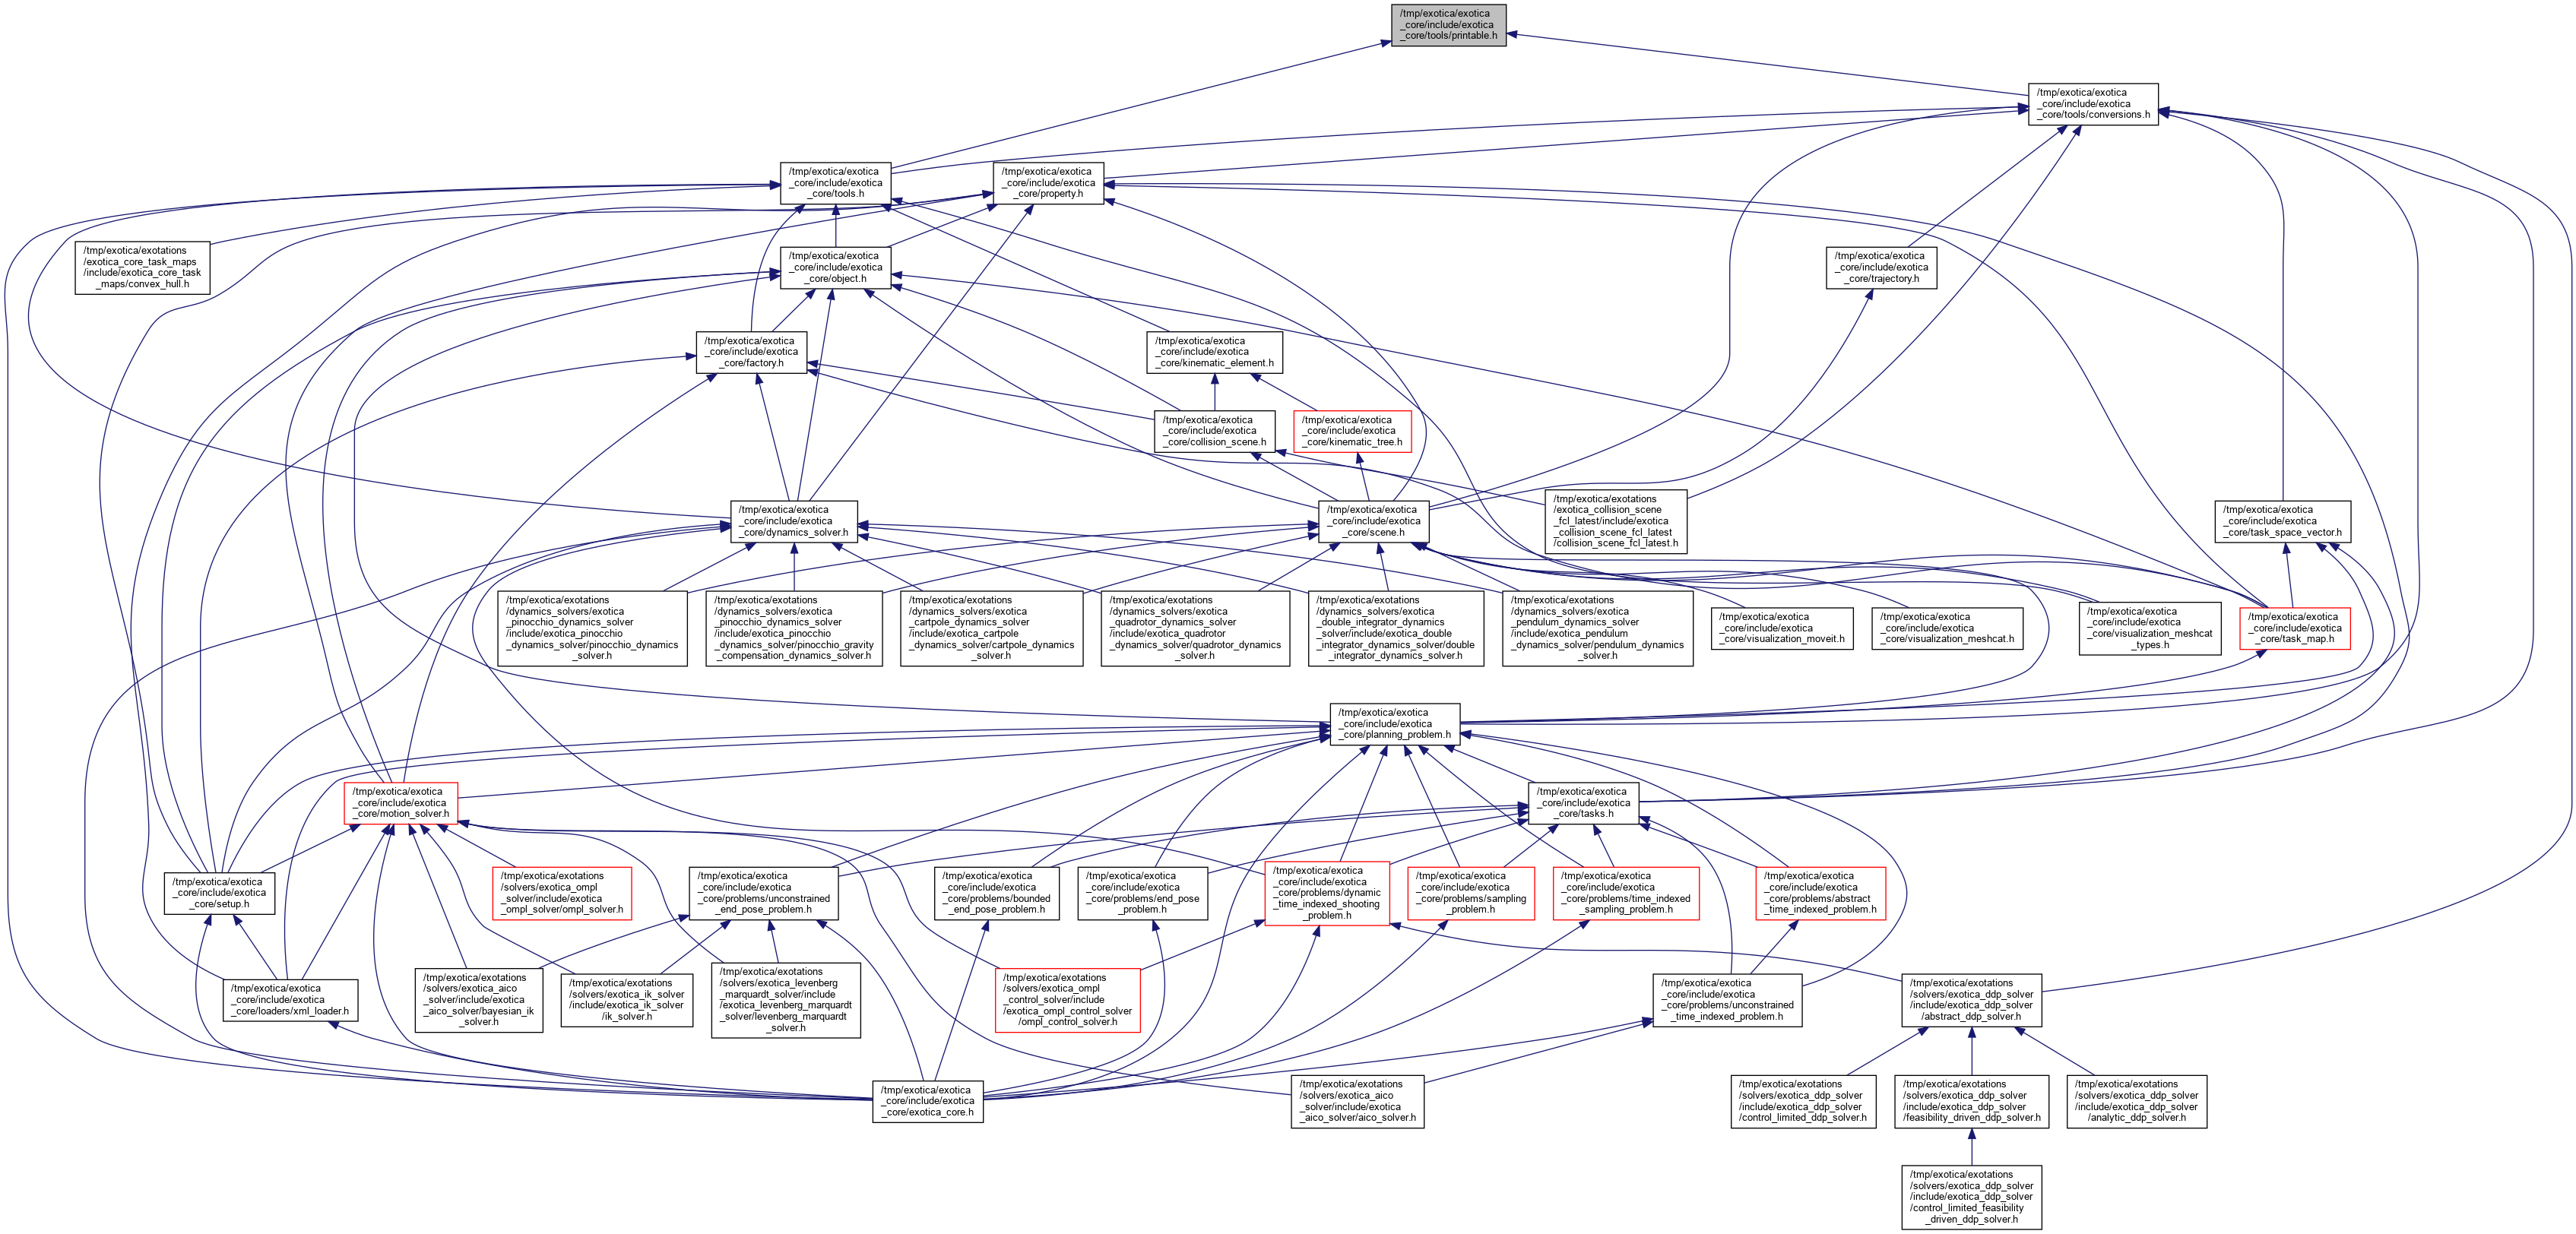 /tmp/exotica/exotica
_core/include/exotica
_core/tools/printable.h
/tmp/exotica/exotica
_core/include/exotica
_core/tools/conversions.h
/tmp/exotica/exotica
_core/include/exotica
_core/tools.h
/tmp/exotica/exotica
_core/include/exotica
_core/property.h
/tmp/exotica/exotations
/exotica_core_task_maps
/include/exotica_core_task
_maps/convex_hull.h
/tmp/exotica/exotica
_core/include/exotica
_core/object.h
/tmp/exotica/exotica
_core/include/exotica
_core/trajectory.h
/tmp/exotica/exotica
_core/include/exotica
_core/factory.h
/tmp/exotica/exotica
_core/include/exotica
_core/kinematic_element.h
/tmp/exotica/exotica
_core/include/exotica
_core/collision_scene.h
/tmp/exotica/exotica
_core/include/exotica
_core/kinematic_tree.h
/tmp/exotica/exotica
_core/include/exotica
_core/dynamics_solver.h
/tmp/exotica/exotica
_core/include/exotica
_core/scene.h
/tmp/exotica/exotations
/exotica_collision_scene
_fcl_latest/include/exotica
_collision_scene_fcl_latest
/collision_scene_fcl_latest.h
/tmp/exotica/exotica
_core/include/exotica
_core/task_space_vector.h
/tmp/exotica/exotations
/dynamics_solvers/exotica
_pinocchio_dynamics_solver
/include/exotica_pinocchio
_dynamics_solver/pinocchio_dynamics
_solver.h
/tmp/exotica/exotations
/dynamics_solvers/exotica
_pinocchio_dynamics_solver
/include/exotica_pinocchio
_dynamics_solver/pinocchio_gravity
_compensation_dynamics_solver.h
/tmp/exotica/exotations
/dynamics_solvers/exotica
_cartpole_dynamics_solver
/include/exotica_cartpole
_dynamics_solver/cartpole_dynamics
_solver.h
/tmp/exotica/exotations
/dynamics_solvers/exotica
_quadrotor_dynamics_solver
/include/exotica_quadrotor
_dynamics_solver/quadrotor_dynamics
_solver.h
/tmp/exotica/exotations
/dynamics_solvers/exotica
_double_integrator_dynamics
_solver/include/exotica_double
_integrator_dynamics_solver/double
_integrator_dynamics_solver.h
/tmp/exotica/exotations
/dynamics_solvers/exotica
_pendulum_dynamics_solver
/include/exotica_pendulum
_dynamics_solver/pendulum_dynamics
_solver.h
/tmp/exotica/exotica
_core/include/exotica
_core/visualization_moveit.h
/tmp/exotica/exotica
_core/include/exotica
_core/visualization_meshcat.h
/tmp/exotica/exotica
_core/include/exotica
_core/visualization_meshcat
_types.h
/tmp/exotica/exotica
_core/include/exotica
_core/task_map.h
/tmp/exotica/exotica
_core/include/exotica
_core/planning_problem.h
/tmp/exotica/exotica
_core/include/exotica
_core/motion_solver.h
/tmp/exotica/exotica
_core/include/exotica
_core/tasks.h
/tmp/exotica/exotica
_core/include/exotica
_core/setup.h
/tmp/exotica/exotations
/solvers/exotica_ompl
_solver/include/exotica
_ompl_solver/ompl_solver.h
/tmp/exotica/exotica
_core/include/exotica
_core/problems/unconstrained
_end_pose_problem.h
/tmp/exotica/exotica
_core/include/exotica
_core/problems/bounded
_end_pose_problem.h
/tmp/exotica/exotica
_core/include/exotica
_core/problems/end_pose
_problem.h
/tmp/exotica/exotica
_core/include/exotica
_core/problems/dynamic
_time_indexed_shooting
_problem.h
/tmp/exotica/exotica
_core/include/exotica
_core/problems/sampling
_problem.h
/tmp/exotica/exotica
_core/include/exotica
_core/problems/time_indexed
_sampling_problem.h
/tmp/exotica/exotica
_core/include/exotica
_core/problems/abstract
_time_indexed_problem.h
/tmp/exotica/exotica
_core/include/exotica
_core/loaders/xml_loader.h
/tmp/exotica/exotations
/solvers/exotica_aico
_solver/include/exotica
_aico_solver/bayesian_ik
_solver.h
/tmp/exotica/exotations
/solvers/exotica_ik_solver
/include/exotica_ik_solver
/ik_solver.h
/tmp/exotica/exotations
/solvers/exotica_levenberg
_marquardt_solver/include
/exotica_levenberg_marquardt
_solver/levenberg_marquardt
_solver.h
/tmp/exotica/exotations
/solvers/exotica_ompl
_control_solver/include
/exotica_ompl_control_solver
/ompl_control_solver.h
/tmp/exotica/exotica
_core/include/exotica
_core/problems/unconstrained
_time_indexed_problem.h
/tmp/exotica/exotations
/solvers/exotica_ddp_solver
/include/exotica_ddp_solver
/abstract_ddp_solver.h
/tmp/exotica/exotica
_core/include/exotica
_core/exotica_core.h
/tmp/exotica/exotations
/solvers/exotica_aico
_solver/include/exotica
_aico_solver/aico_solver.h
/tmp/exotica/exotations
/solvers/exotica_ddp_solver
/include/exotica_ddp_solver
/control_limited_ddp_solver.h
/tmp/exotica/exotations
/solvers/exotica_ddp_solver
/include/exotica_ddp_solver
/feasibility_driven_ddp_solver.h
/tmp/exotica/exotations
/solvers/exotica_ddp_solver
/include/exotica_ddp_solver
/analytic_ddp_solver.h
/tmp/exotica/exotations
/solvers/exotica_ddp_solver
/include/exotica_ddp_solver
/control_limited_feasibility
_driven_ddp_solver.h